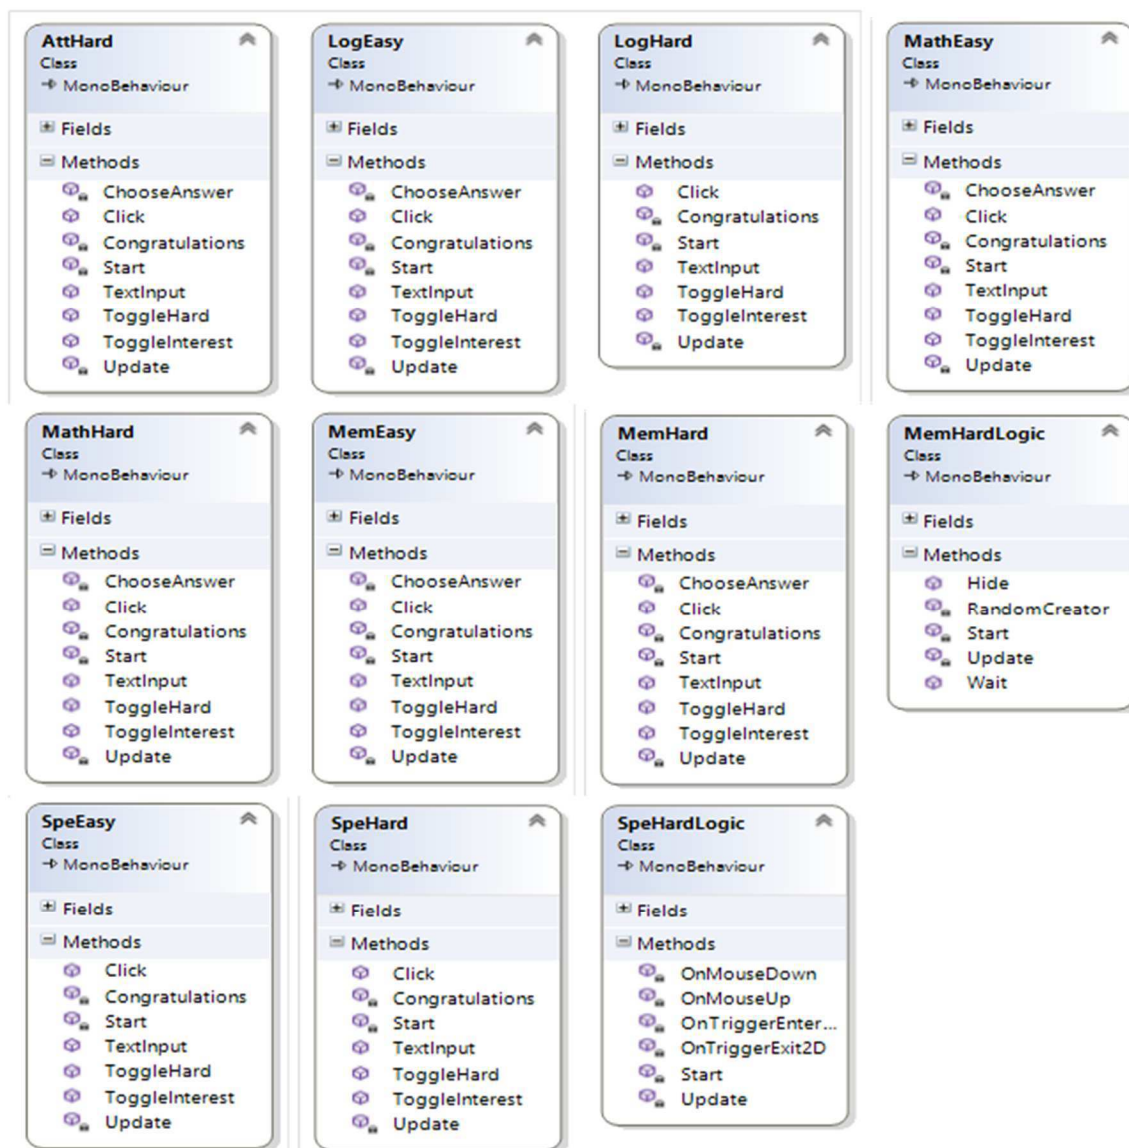 AttHard
Class
MonoBehaviour
Fields
Methods
ChooseAnswer
Click
Congratulations
Start
TextInput
ToggleHard
ToggleInterest
Update
LogEasy
Class
MonoBehaviour
Fields
Methods
ChooseAnswer
Click
Congratulations
Start
TextInput
ToggleHard
ToggleInterest
Update
LogHard
Class
MonoBehaviour
Fields
Methods
Click
Congratulations
Start
TextInput
ToggleHard
ToggleInterest
Update
MathEasy
Class
MonoBehaviour
Fields
Methods
ChooseAnswer
Click
Congratulations
Start
TextInput
ToggleHard
ToggleInterest
Update
MathHard
Class
MonoBehaviour
Fields
Methods
ChooseAnswer
Click
Congratulations
Start
TextInput
ToggleHard
ToggleInterest
Update
MemEasy
Class
MonoBehaviour
Fields
Methods
ChooseAnswer
Click
Congratulations
Start
TextInput
ToggleHard
ToggleInterest
Update
MemHard
Class
MonoBehaviour
Fields
Methods
ChooseAnswer
Click
Congratulations
Start
TextInput
ToggleHard
ToggleInterest
Update
MemHardLogic
Class
MonoBehaviour
Fields
Methods
Hide
RandomCreator
Start
Update
Wait
SpeEasy
Class
MonoBehaviour
Fields
Methods
Click
Congratulations
Start
TextInput
ToggleHard
ToggleInterest
Update
SpeHard
Class
MonoBehaviour
Fields
Methods
Click
Congratulations
Start
TextInput
ToggleHard
ToggleInterest
Update
SpeHardLogic
Class
MonoBehaviour
Fields
Methods
OnMouseDown
OnMouseUp
OnTriggerEnter...
OnTriggerExit2D
Start
Update